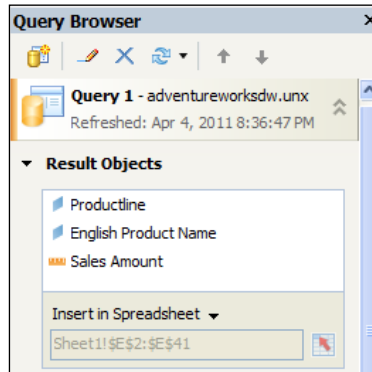 Query Browser
Query 1 - adventureworksdw.unx
Refreshed: Apr 4, 2011 8:36:47 PM
Result Objects
Productline
English Product Name
Sales Amount
Insert in Spreadsheet
Sheet1!$E$2:$E$41